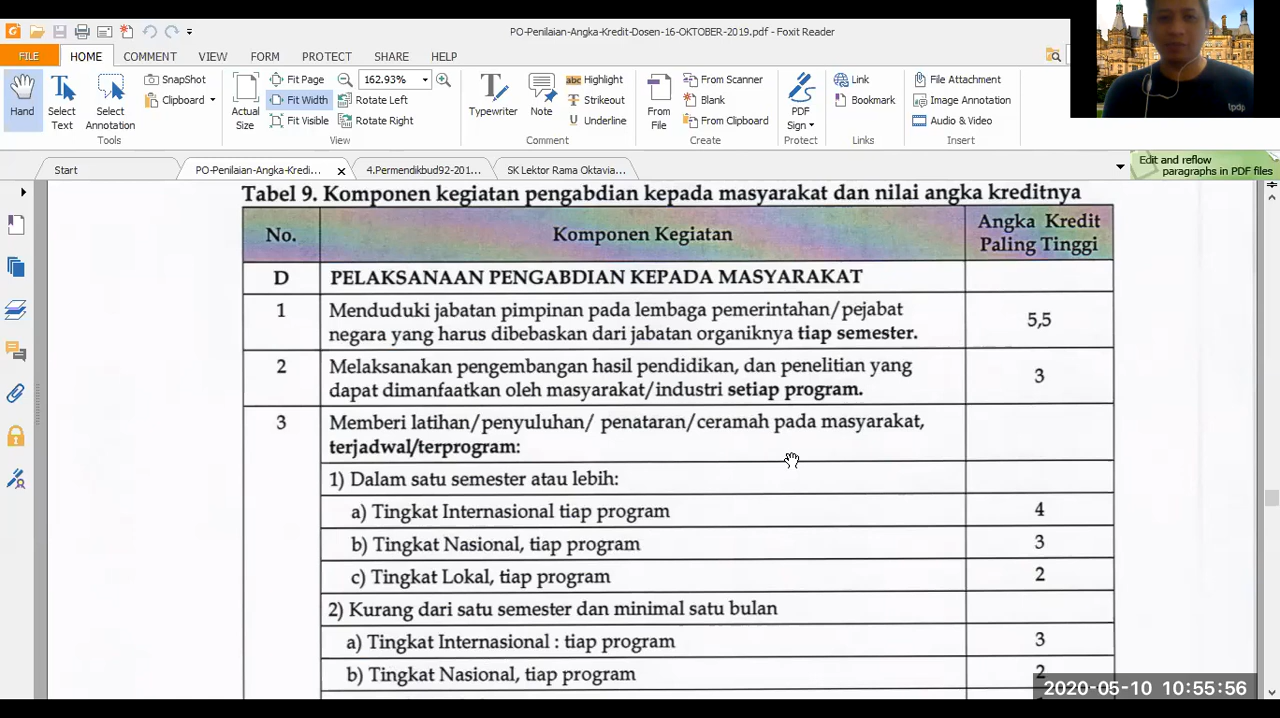 PO-Penilaian-Angka-Kredit-Dosen-16-OKTOBER-2019.pdf - Foxit Reader
FILE HOME COMMENT VIEW FORM PROTECT SHARE HELP
Hand
Select Text
Select Annotation
SnapShot
Clipboard
Tools
Actual Size
Fit Page
Fit Width
Fit Visible
162.93%
Rotate Left
Rotate Right
View
Typewriter
Note
Highlight
Strikeout
Underline
Comment
From File
From Scanner
Blank
From Clipboard
Create
PDF Sign
Protect
Link
Bookmark
Links
File Attachment
Image Annotation
Audio & Video
Insert
Start
PO-Penilaian-Angka-Kredi...
4.Permendikbud92-201...
SK Lektor Rama Oktavia...
Edit and reflow
paragraphs in PDF files
Tabel 9. Komponen kegiatan pengabdian kepada masyarakat dan nilai angka kreditnya
No. Komponen Kegiatan Angka Kredit
Paling Tinggi
D PELAKSANAAN PENGABDIAN KEPADA MASYARAKAT
1 Menduduki jabatan pimpinan pada lembaga pemerintahan/pejabat
negara yang harus dibebaskan dari jabatan organiknya tiap semester. 5,5
2 Melaksanakan pengembangan hasil pendidikan, dan penelitian yang
dapat dimanfaatkan oleh masyarakat/industri setiap program. 3
3 Memberi latihan/penyuluhan/ penataran/ceramah pada masyarakat,
terjadwal/terprogram:
1) Dalam satu semester atau lebih:
a) Tingkat Internasional tiap program 4
b) Tingkat Nasional, tiap program 3
c) Tingkat Lokal, tiap program 2
2) Kurang dari satu semester dan minimal satu bulan
a) Tingkat Internasional : tiap program 3
b) Tingkat Nasional, tiap program 2
2020-05-10 10:55:56